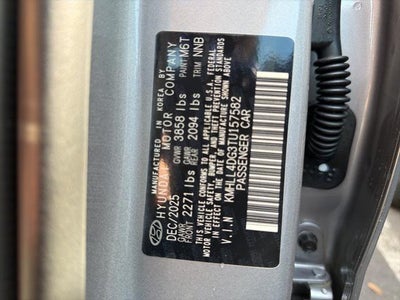 MANUFACTURED IN KOREA BY
HYUNDAI MOTOR COMPANY
DEC/2025 GVWR 3858 lbs PAINT M6T
GAWR FRONT 2271 lbs GAWR REAR 2094 lbs TRIM NNB
THIS VEHICLE CONFORMS TO ALL APPLICABLE FEDERAL
MOTOR VEHICLE SAFETY, BUMPER, AND THEFT PREVENTION STANDARDS
IN EFFECT ON THE DATE OF MANUFACTURE SHOWN ABOVE.
V.I.N KMHLL4DG3TU157582
PASSENGER CAR